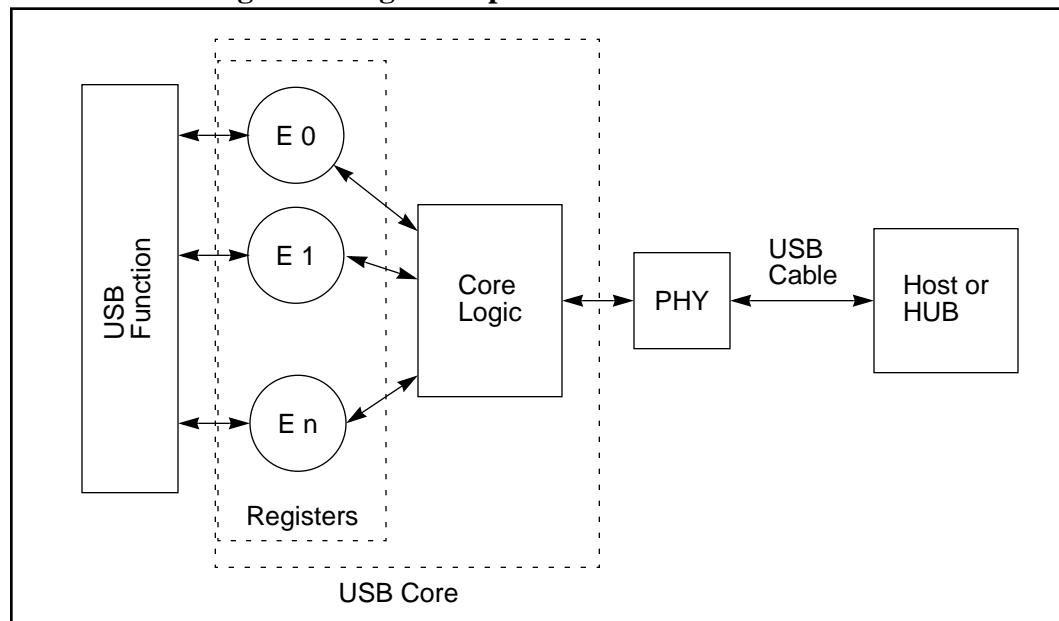 E 0
E 1
E n
USB
Function
Registers
USB Core
Core
Logic
PHY
USB
Cable
Host or
HUB